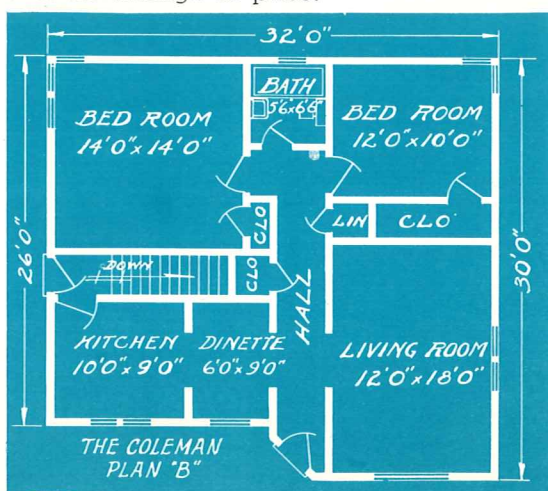 32'0"
BATH
5'6"x6'6"
BED ROOM
14'0"x14'0"
BED ROOM
12'0"x10'0"
CLO
LIN
CLO
26'0"
30'0"
DOWN
CLO
HALL
KITCHEN
10'0"x9'0"
DINETTE
6'0"x9'0"
LIVING ROOM
12'0"x18'0"
THE COLEMAN
PLAN "B"